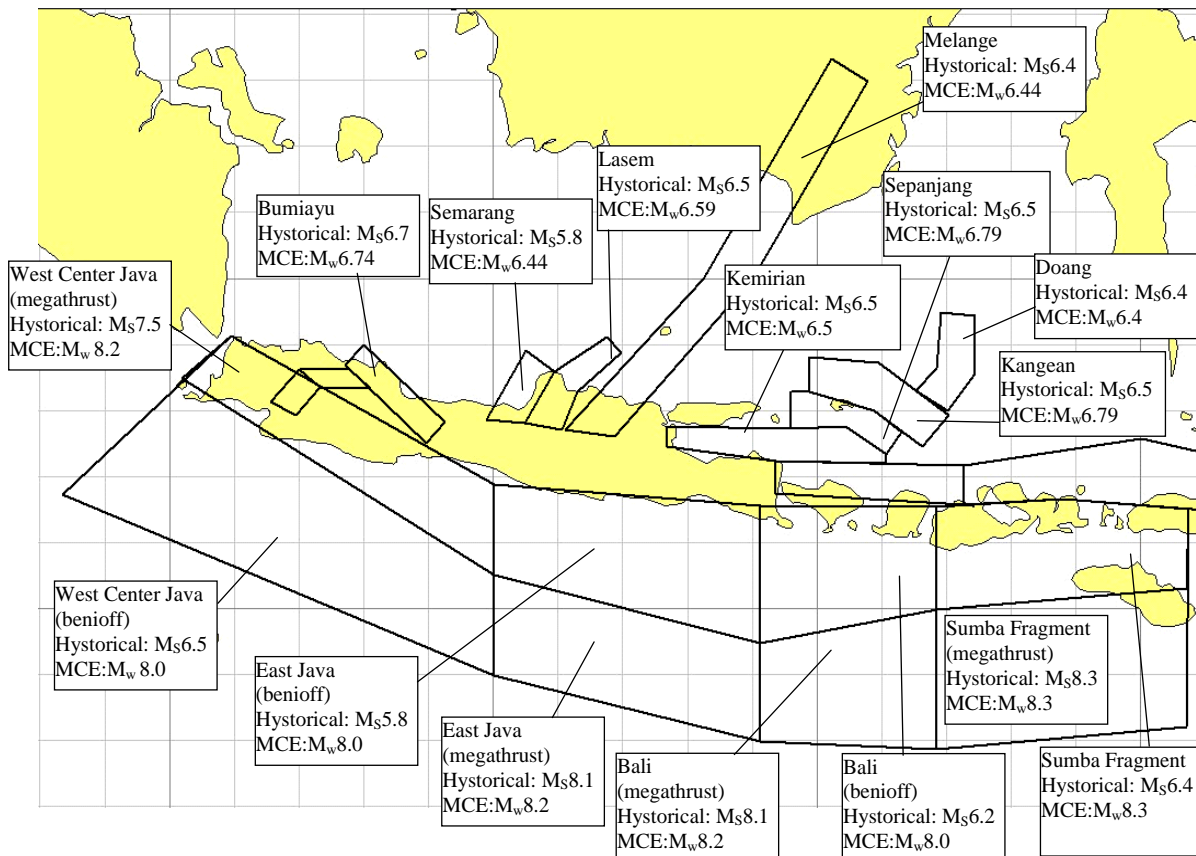 Melange
Hystorical: MS6.4
MCE:Mw6.44
Lasem
Hystorical: MS6.5
MCE:Mw6.59
Sepanjang
Hystorical: MS6.5
MCE:Mw6.79
Bumiayu
Hystorical: MS6.7
MCE:Mw6.74
Semarang
Hystorical: MS5.8
MCE:Mw6.44
West Center Java
(megathrust)
Hystorical: MS7.5
MCE:Mw 8.2
Kemirian
Hystorical: MS6.5
MCE:Mw6.5
Doang
Hystorical: MS6.4
MCE:Mw6.4
Kangean
Hystorical: MS6.5
MCE:Mw6.79
West Center Java
(benioff)
Hystorical: MS6.5
MCE:Mw 8.0
East Java
(benioff)
Hystorical: MS5.8
MCE:Mw8.0
East Java
(megathrust)
Hystorical: MS8.1
MCE:Mw8.2
Bali
(megathrust)
Hystorical: MS8.1
MCE:Mw8.2
Bali
(benioff)
Hystorical: MS6.2
MCE:Mw8.0
Sumba Fragment
(megathrust)
Hystorical: MS8.3
MCE:Mw8.3
Sumba Fragment
Hystorical: MS6.4
MCE:Mw8.3